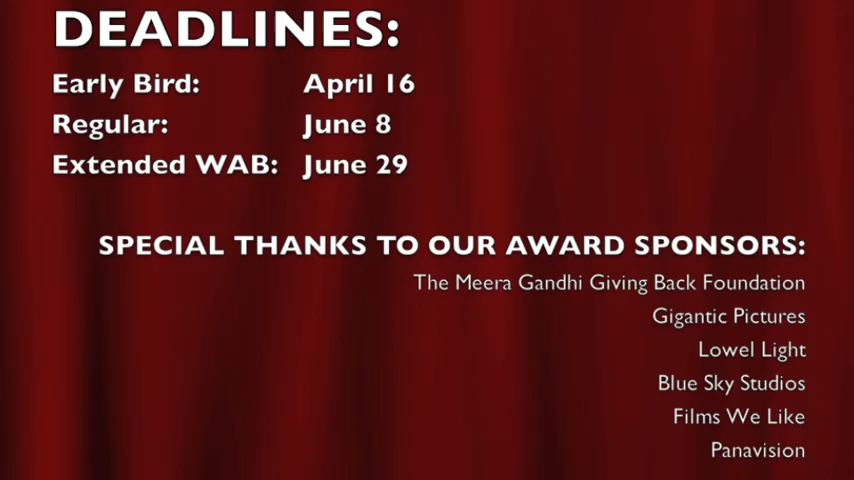 DEADLINES:
Early Bird: April 16
Regular: June 8
Extended WAB: June 29
SPECIAL THANKS TO OUR AWARD SPONSORS:
The Meera Gandhi Giving Back Foundation
Gigantic Pictures
Lowel Light
Blue Sky Studios
Films We Like
Panavision